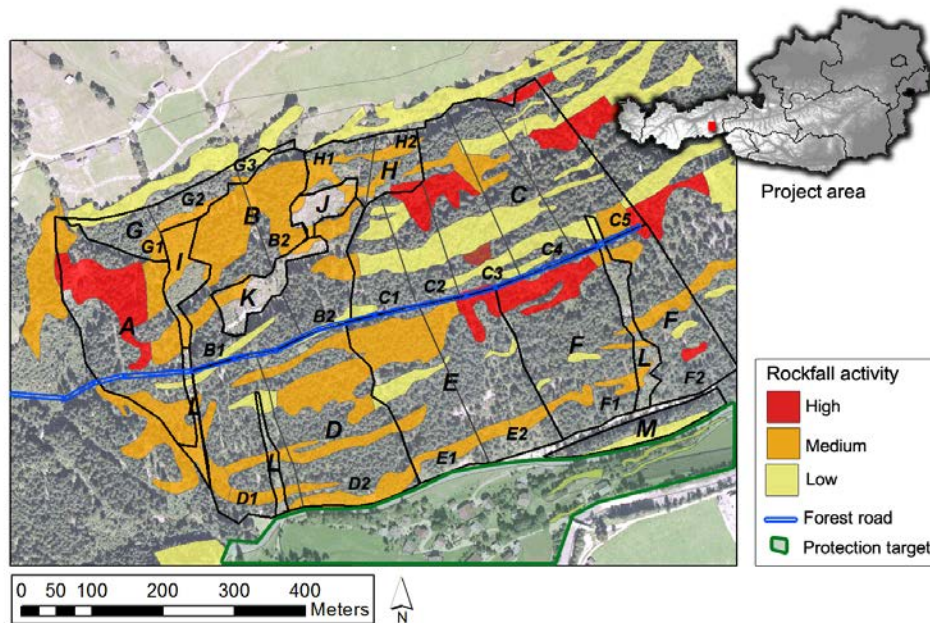 Project area
H2
H1
G3
H
C
G2
J
G
B
C5
G1
I
B2
C4
K
C3
C2
C1
B2
A
B1
F
F
L
E
F2
L
F1
D
M
E2
L
E1
D2
D1
Rockfall activity
High
Medium
Low
Forest road
Protection target
0 50 100 200 300 400
Meters
N